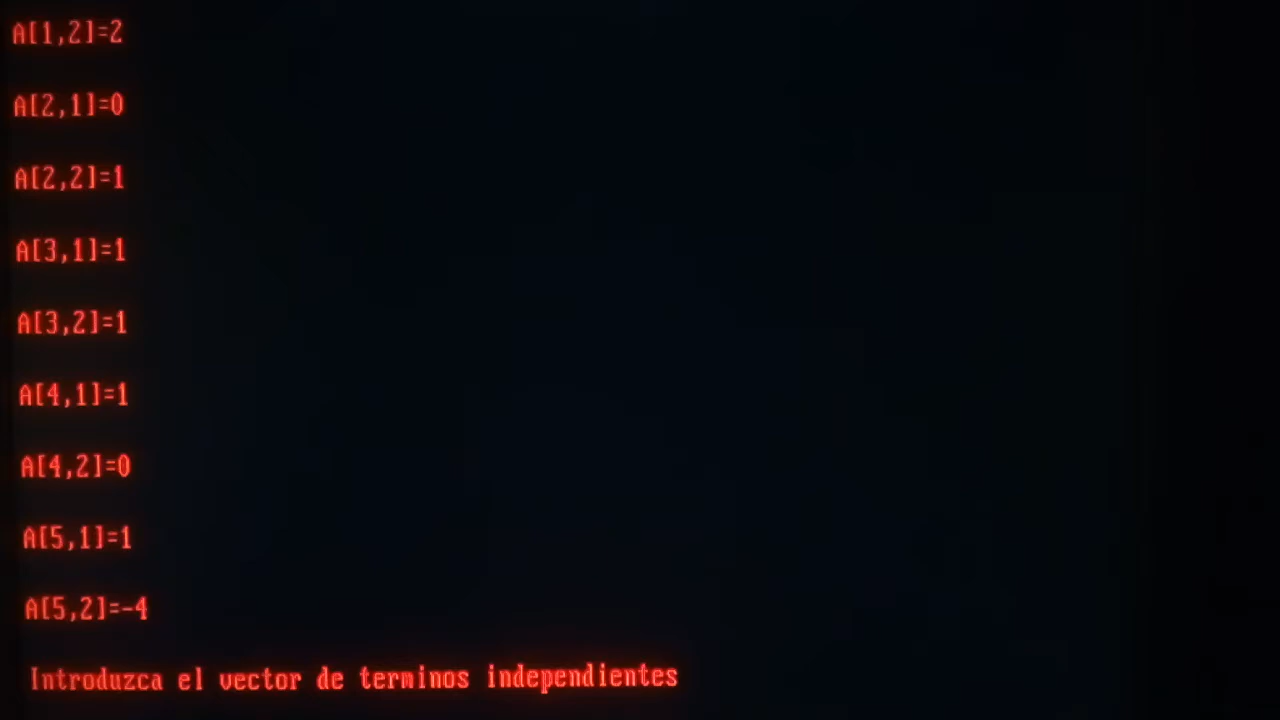 A[1,2]=2
A[2,1]=0
A[2,2]=1
A[3,1]=1
A[3,2]=1
A[4,1]=1
A[4,2]=0
A[5,1]=1
A[5,2]=-4
Introduzca el vector de terminos independientes